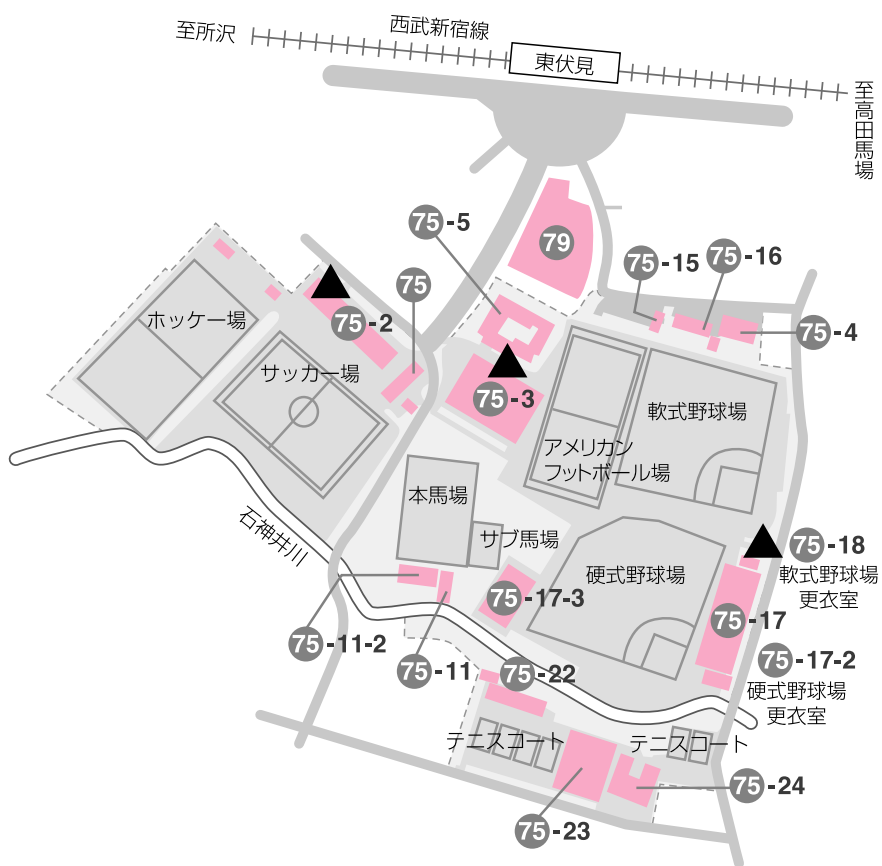 西武新宿線
至所沢
東伏見
至高田馬場
75-5
79
75-15
75-16
75
75-2
75-4
ホッケー場
サッカー場
75-3
軟式野球場
アメリカン
フットボール場
本馬場
サブ馬場
石神井川
硬式野球場
75-18
軟式野球場
更衣室
75-17-3
75-17
75-11-2
75-11
75-22
75-17-2
硬式野球場
更衣室
テニスコート
テニスコート
75-24
75-23